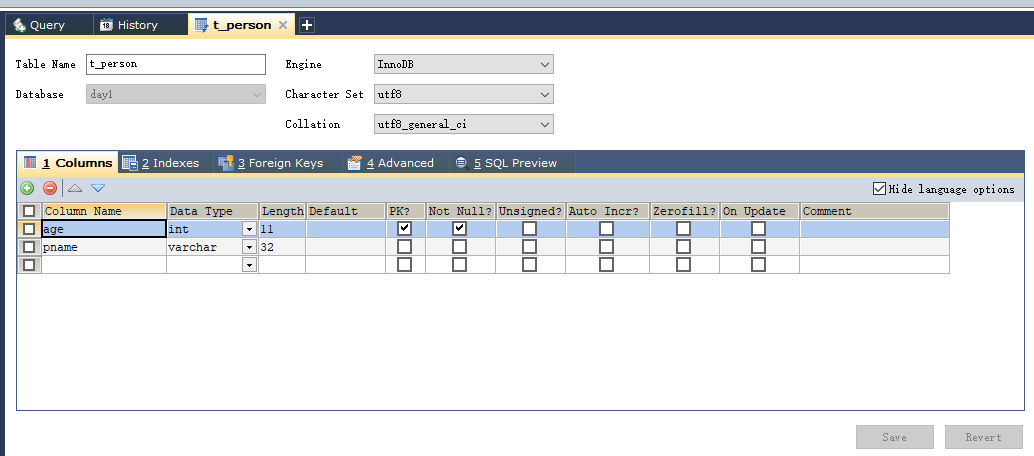 Query History t_person
Table Name t_person Engine InnoDB
Database day1 Character Set utf8
Collation utf8_general_ci
1 Columns 2 Indexes 3 Foreign Keys 4 Advanced 5 SQL Preview
Hide language options
Column Name Data Type Length Default PK? Not Null? Unsigned? Auto Incr? Zerofill? On Update Comment
age int 11
pname varchar 32
Save Revert